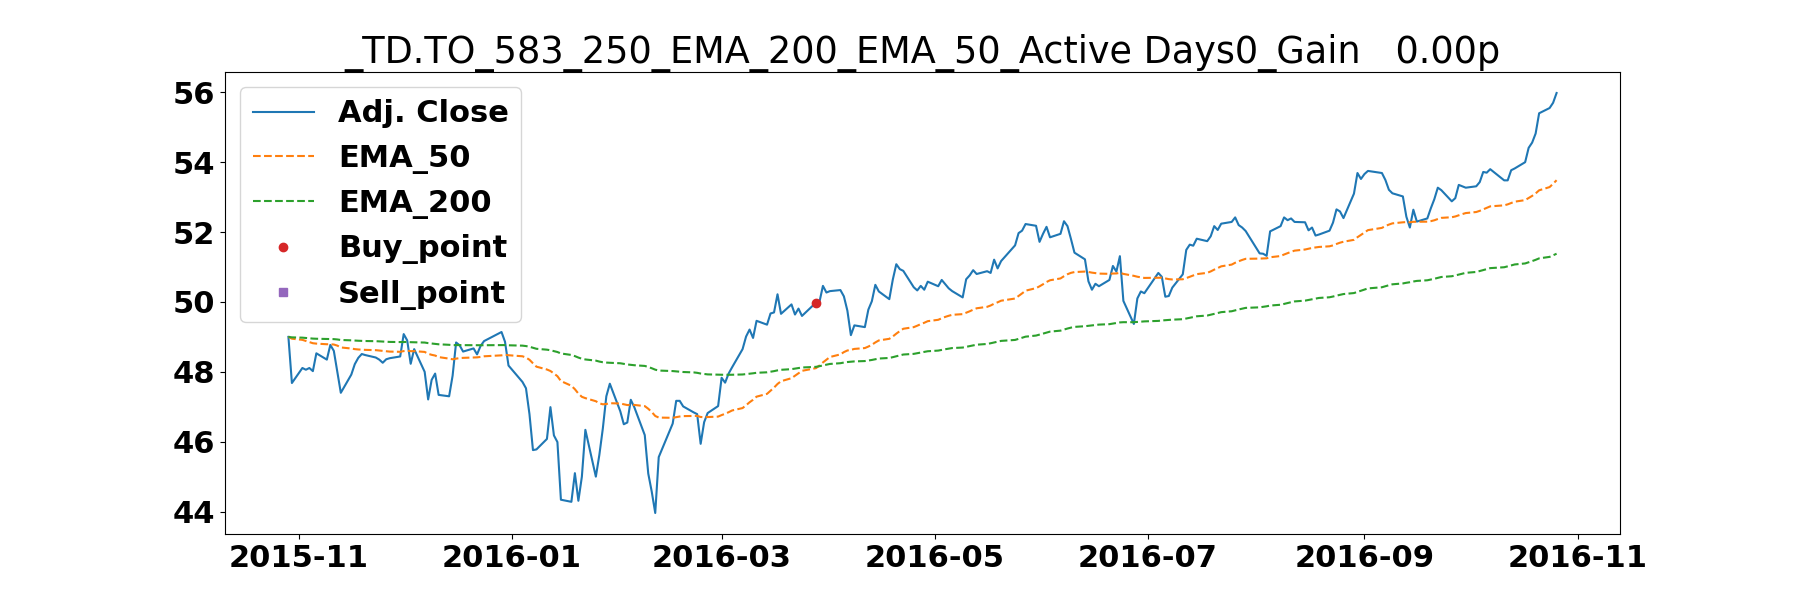 _TD.TO_583_250_EMA_200_EMA_50_Active Days0_Gain   0.00p
56
54
52
50
48
46
44
Adj. Close
EMA_50
EMA_200
Buy_point
Sell_point
2015-11 2016-01 2016-03 2016-05 2016-07 2016-09 2016-11